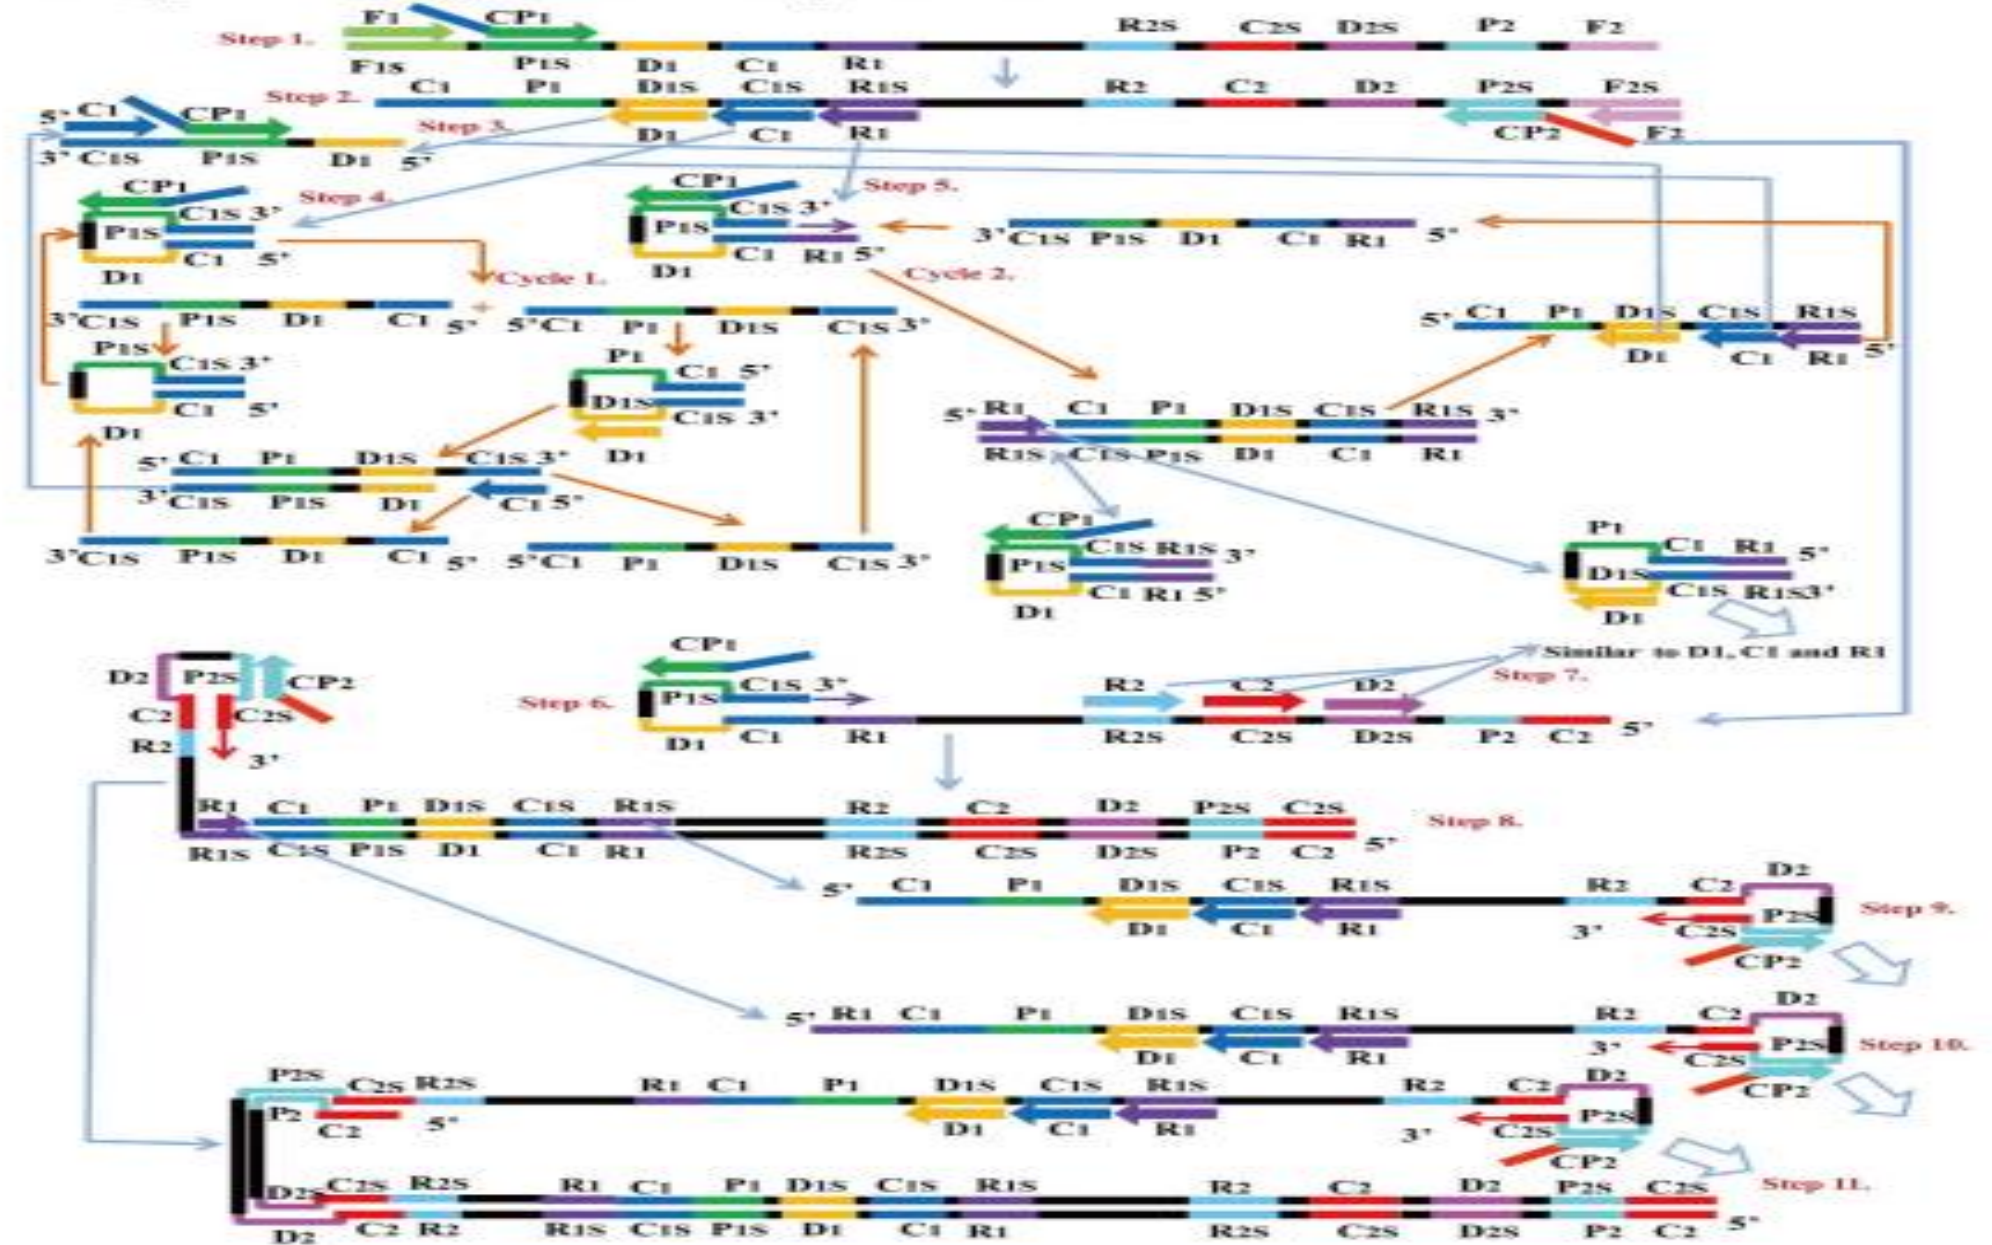 F1 CP1 R2S C2S D2S P2 F2
Step 1.
F1S P1S D1 C1 R1
C1 P1 D1S C1S R1S R2 C2 D2 P2S F2S
Step 2.
5' C1 CP1 Step 3. D1 C1 R1 CP2 F2
3' C1S P1S D1 5'
CP1 Step 4. CP1 Step 5.
C1S 3' C1S 3'
P1S P1S 3' C1S P1S D1 C1 R1 5'
C1 5' C1 R1 5'
D1 D1
Cycle 1. Cycle 2.
3' C1S P1S D1 C1 5' + 5' C1 P1 D1S C1S 3'
5' C1 P1 D1S C1S R1S
D1 C1 R1 5'
P1S C1S 3' P1 C1 5'
C1 5' D1S C1S 3'
D1 D1
5' R1 C1 P1 D1S C1S R1S 3'
R1S C1S P1S D1 C1 R1
5' C1 P1 D1S C1S 3'
3' C1S P1S D1 C1 5'
3' C1S P1S D1 C1 5' 5' C1 P1 D1S C1S 3'
CP1 P1
C1S R1S 3' C1 R1 5'
P1S D1S
C1 R1 5' C1S R1S 3'
D1 D1
Similar to D1, C1 and R1
CP1
D2 P2S CP2 C1S 3' R2 C2 D2 Step 7.
Step 6. P1S
C2 C2S D1 C1 R1 R2S C2S D2S P2 C2 5'
R2 3'
R1 C1 P1 D1S C1S R1S R2 C2 D2 P2S C2S
Step 8.
R1S C1S P1S D1 C1 R1 R2S C2S D2S P2 C2 5'
D2
5' C1 P1 D1S C1S R1S R2 C2
Step 9.
D1 C1 R1 3' C2S P2S
CP2
D2
5' R1 C1 P1 D1S C1S R1S R2 C2
Step 10.
D1 C1 R1 3' C2S P2S
CP2
P2S C2S R2S R1 C1 P1 D1S C1S R1S R2 C2 D2
P2 C2 5' D1 C1 R1 3' C2S P2S
CP2
Step 11.
D2S C2S R2S R1 C1 P1 D1S C1S R1S R2 C2 D2 P2S C2S
D2 C2 R2 R1S C1S P1S D1 C1 R1 R2S C2S D2S P2 C2 5'